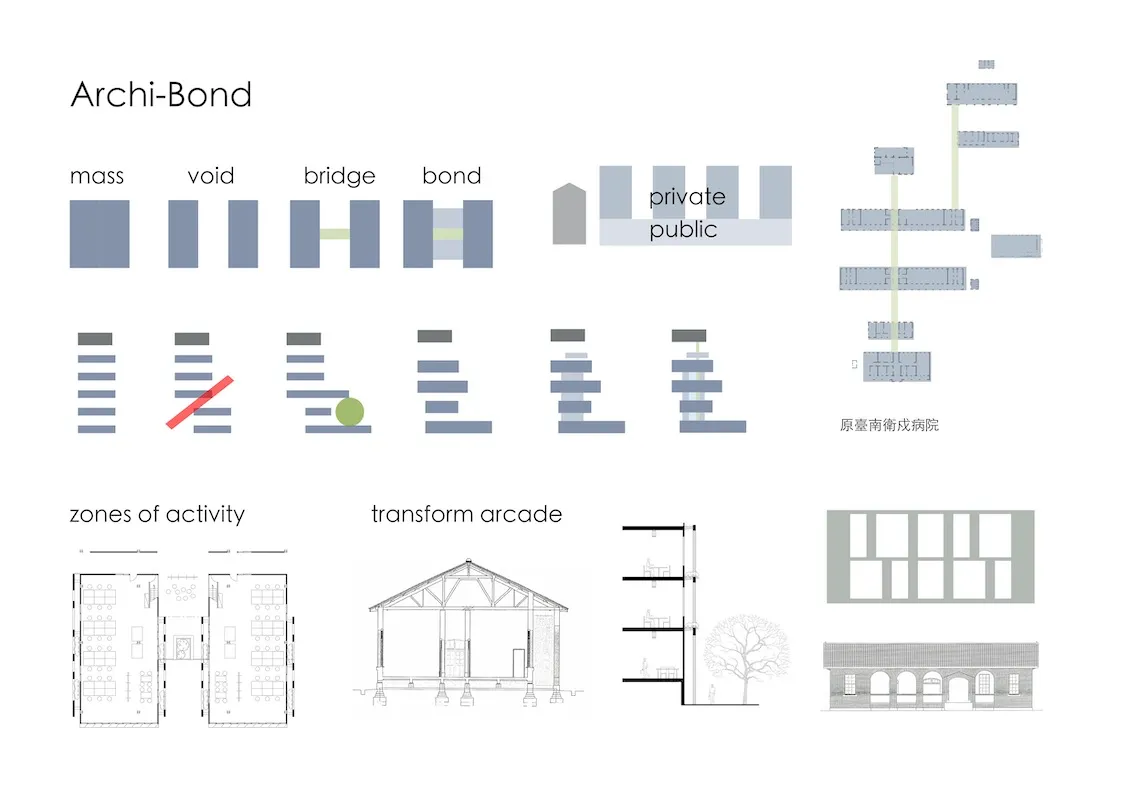 Archi-Bond
mass
void
bridge
bond
private
public
原臺南衛戍病院
zones of activity
transform arcade